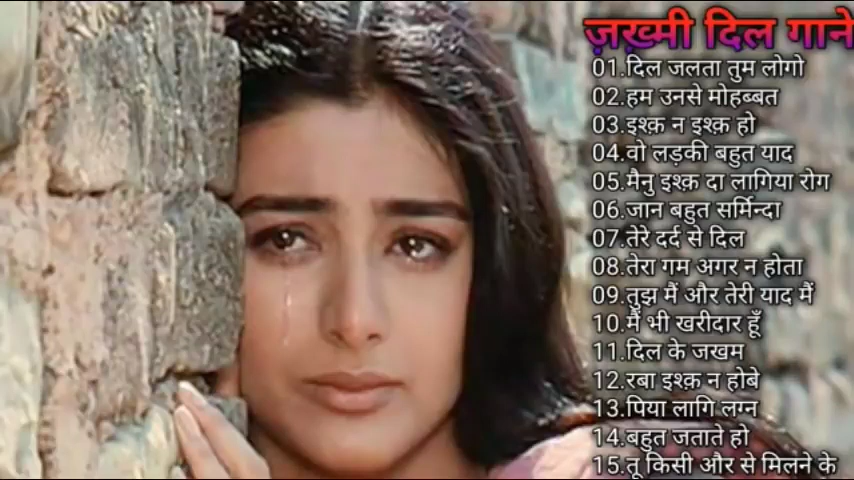 ज़ख़्मी दिल गाने
01.दिल जलता तुम लोगो
02.हम उनसे मोहब्बत
03.इश्क़ न इश्क़ हो
04.वो लड़की बहुत याद
05.मैनु इश्क़ दा लागिया रोग
06.जान बहुत सर्मिन्दा
07.तेरे दर्द से दिल
08.तेरा गम अगर न होता
09.तुझ मैं और तेरी याद मैं
10.मैं भी खरीदार हूँ
11.दिल के जखम
12.रबा इश्क़ न होबे
13.पिया लागि लग्न
14.बहुत जताते हो
15.तू किसी और से मिलने के